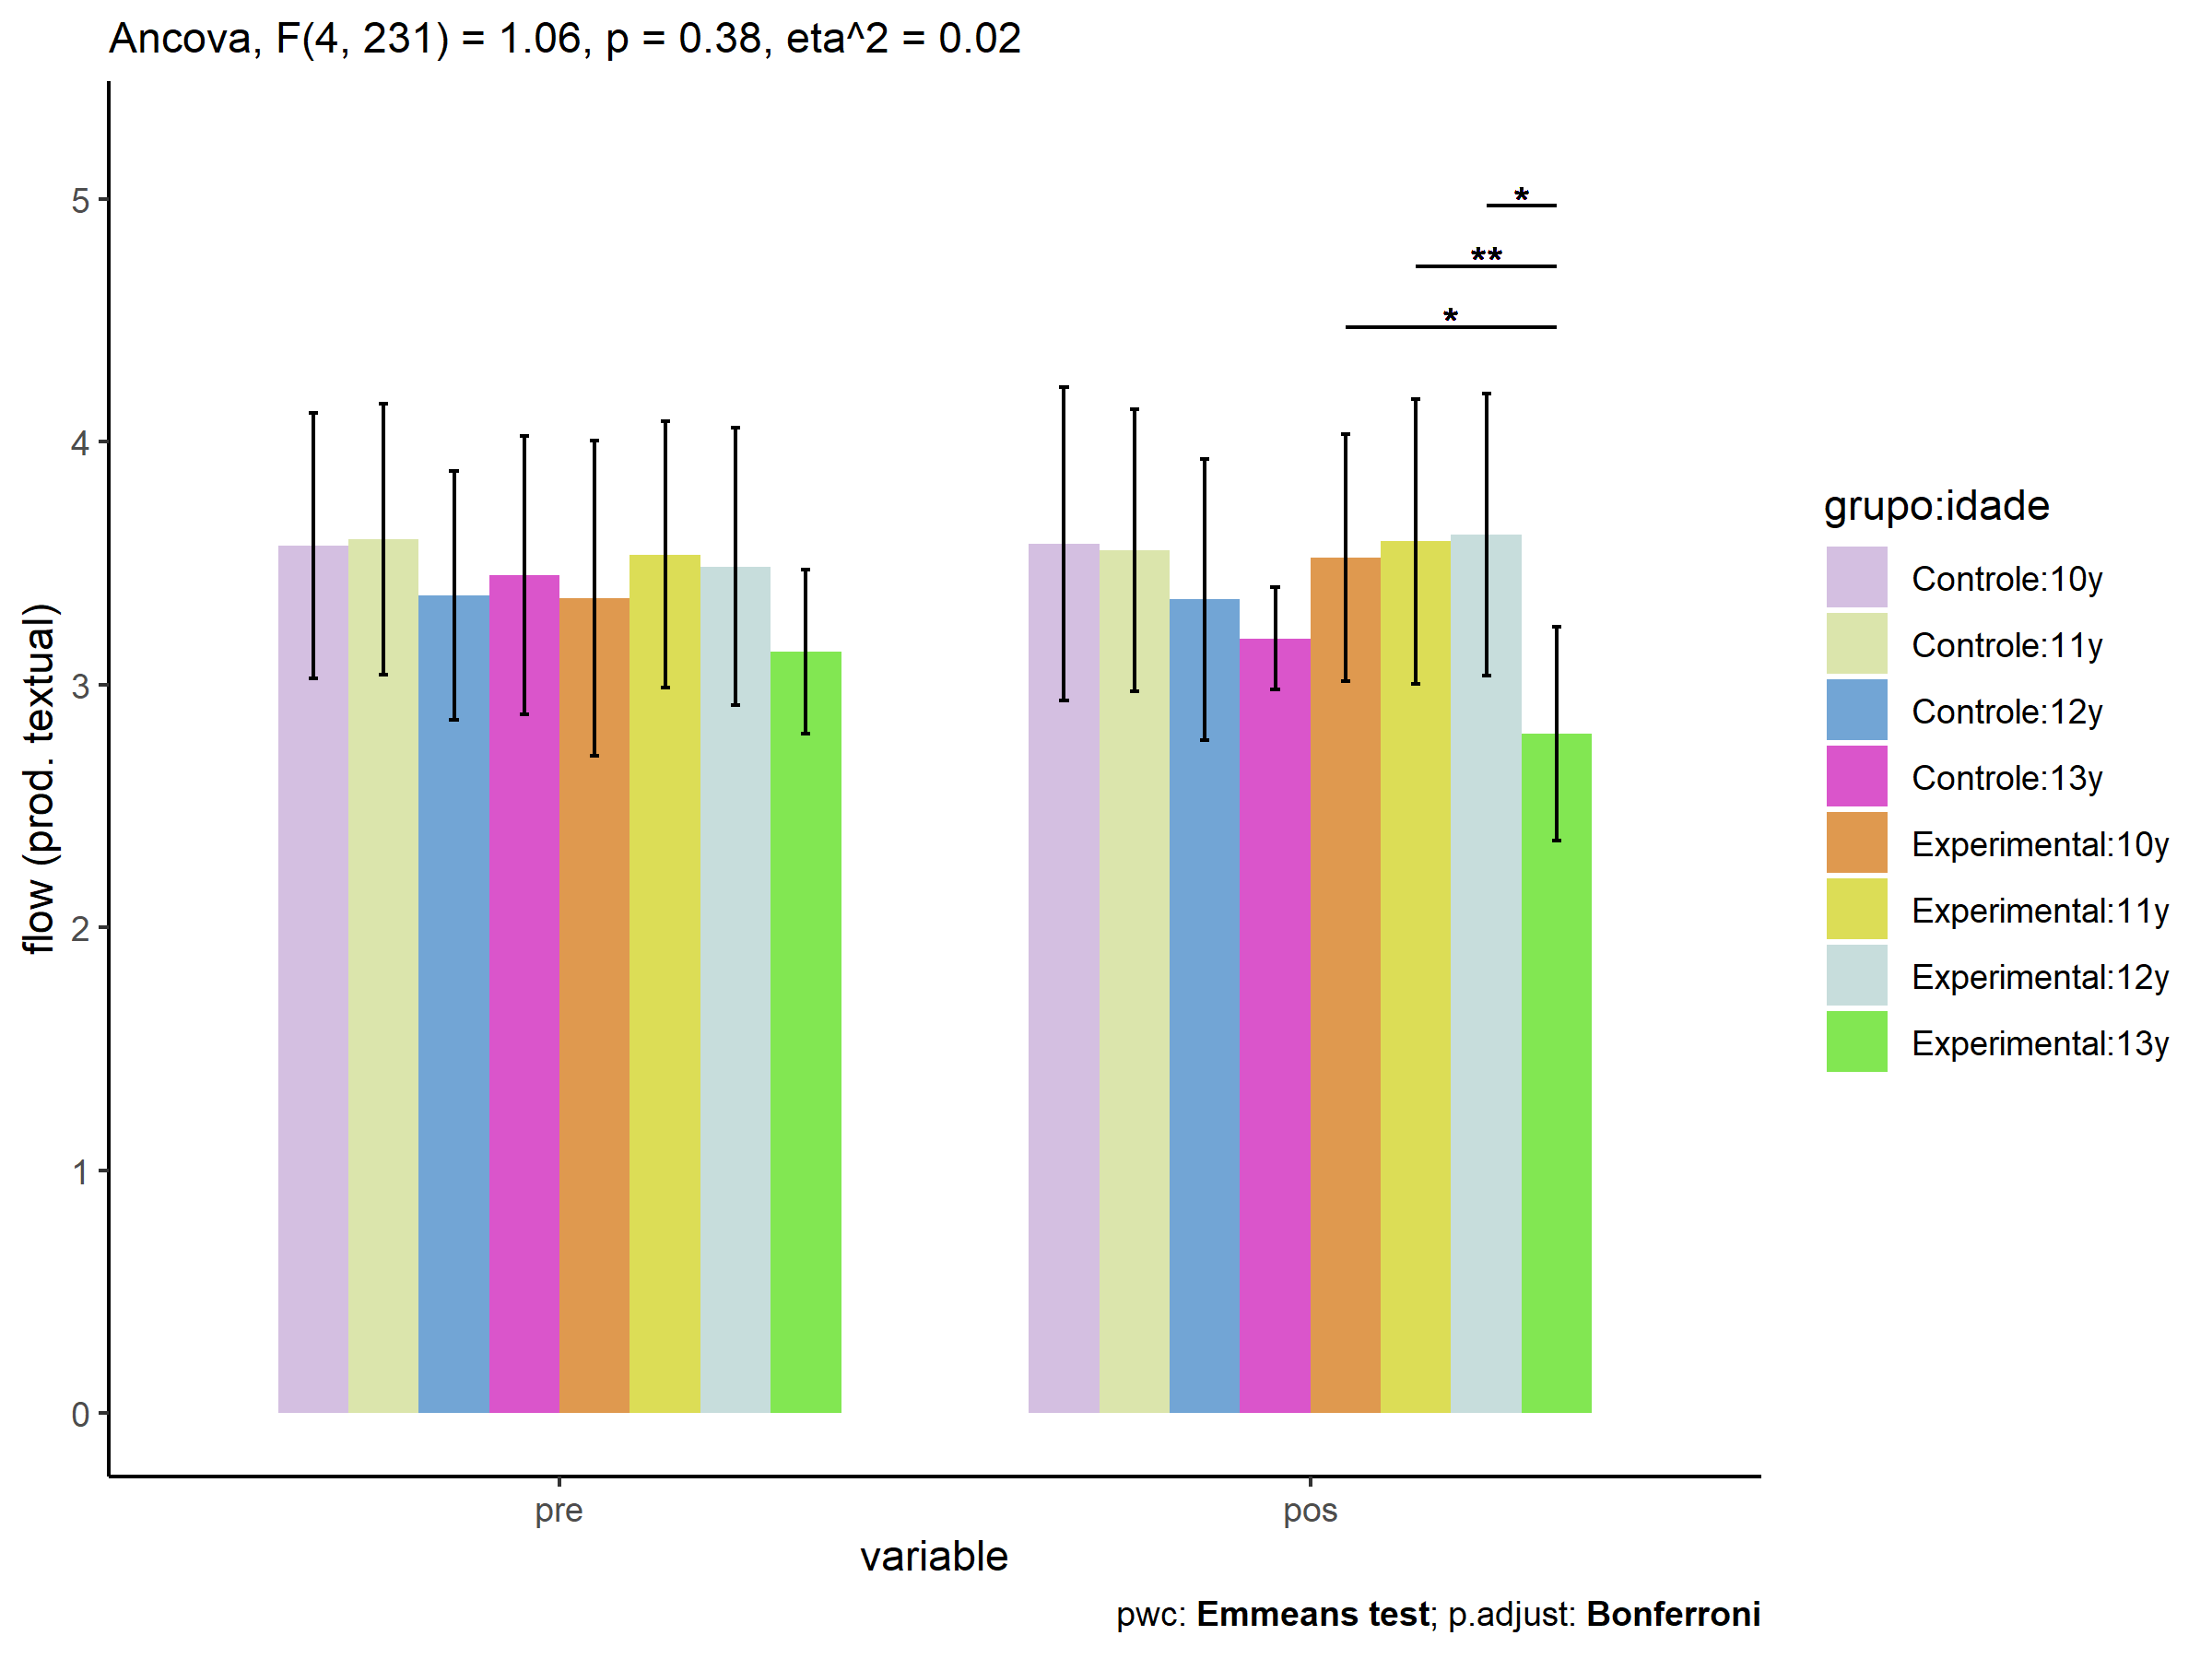 Ancova, F(4, 231) = 1.06, p = 0.38, eta^2 = 0.02
flow (prod. textual)
5
4
3
2
1
0
*
**
*
pre
pos
variable
grupo:idade
Controle:10y
Controle:11y
Controle:12y
Controle:13y
Experimental:10y
Experimental:11y
Experimental:12y
Experimental:13y
pwc: Emmeans test; p.adjust: Bonferroni